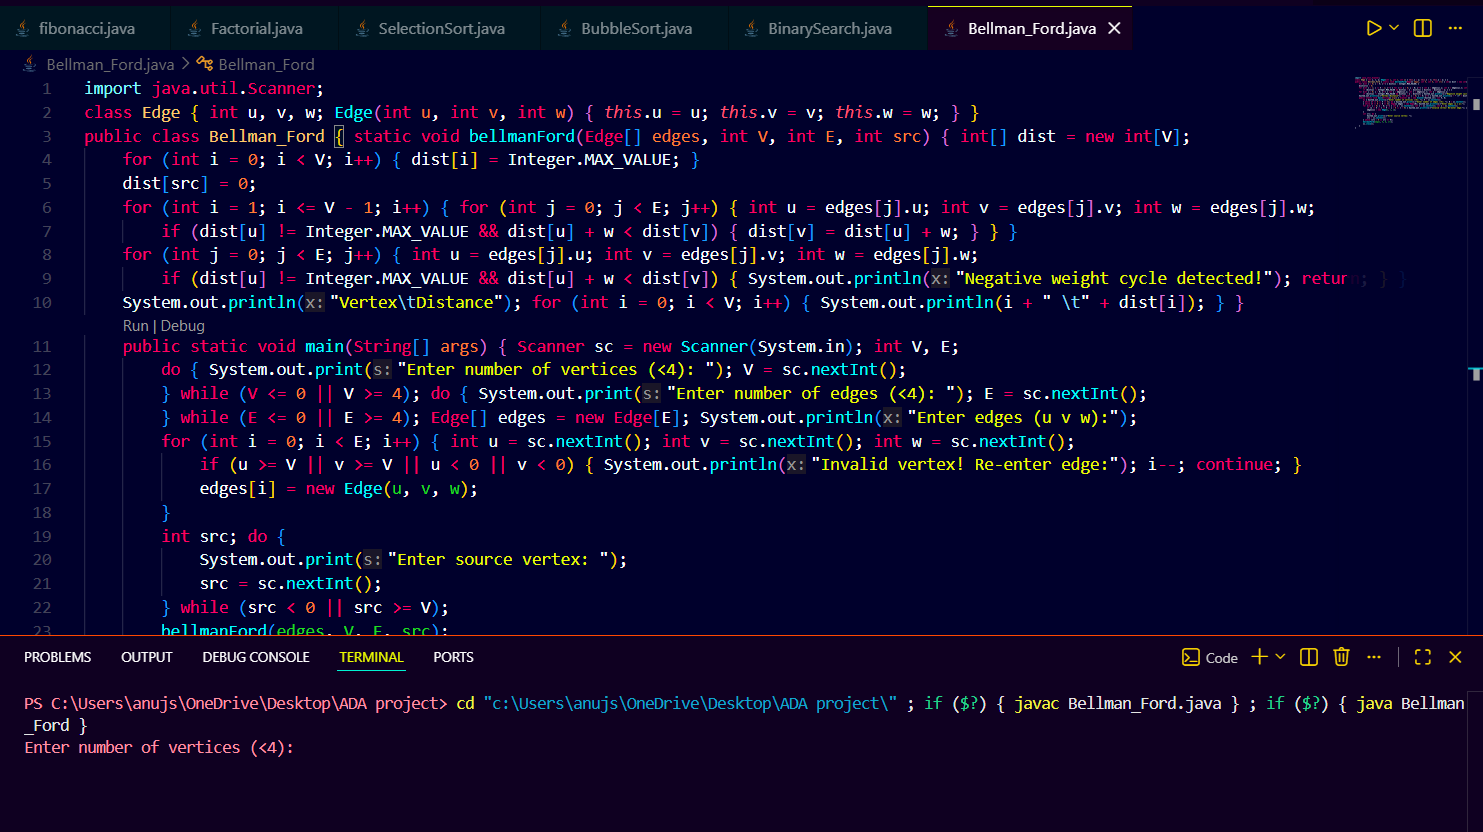 fibonacci.java Factorial.java SelectionSort.java BubbleSort.java BinarySearch.java Bellman_Ford.java
Bellman_Ford.java > Bellman_Ford
1 import java.util.Scanner;
2 class Edge { int u, v, w; Edge(int u, int v, int w) { this.u = u; this.v = v; this.w = w; } }
3 public class Bellman_Ford { static void bellmanFord(Edge[] edges, int V, int E, int src) { int[] dist = new int[V];
4 for (int i = 0; i < V; i++) { dist[i] = Integer.MAX_VALUE; }
5 dist[src] = 0;
6 for (int i = 1; i <= V - 1; i++) { for (int j = 0; j < E; j++) { int u = edges[j].u; int v = edges[j].v; int w = edges[j].w;
7 if (dist[u] != Integer.MAX_VALUE && dist[u] + w < dist[v]) { dist[v] = dist[u] + w; } } }
8 for (int j = 0; j < E; j++) { int u = edges[j].u; int v = edges[j].v; int w = edges[j].w;
9 if (dist[u] != Integer.MAX_VALUE && dist[u] + w < dist[v]) { System.out.println(x: "Negative weight cycle detected!"); return; } }
10 System.out.println(x: "Vertex\tDistance"); for (int i = 0; i < V; i++) { System.out.println(i + " \t" + dist[i]); } }
Run | Debug
11 public static void main(String[] args) { Scanner sc = new Scanner(System.in); int V, E;
12 do { System.out.print(s: "Enter number of vertices (<4): "); V = sc.nextInt();
13 } while (V <= 0 || V >= 4); do { System.out.print(s: "Enter number of edges (<4): "); E = sc.nextInt();
14 } while (E <= 0 || E >= 4); Edge[] edges = new Edge[E]; System.out.println(x: "Enter edges (u v w):");
15 for (int i = 0; i < E; i++) { int u = sc.nextInt(); int v = sc.nextInt(); int w = sc.nextInt();
16 if (u >= V || v >= V || u < 0 || v < 0) { System.out.println(x: "Invalid vertex! Re-enter edge:"); i--; continue; }
17 edges[i] = new Edge(u, v, w);
18 }
19 int src; do {
20 System.out.print(s: "Enter source vertex: ");
21 src = sc.nextInt();
22 } while (src < 0 || src >= V);
23 bellmanFord(edges, V, E, src);
PROBLEMS OUTPUT DEBUG CONSOLE TERMINAL PORTS Code
PS C:\Users\anujs\OneDrive\Desktop\ADA project> cd "c:\Users\anujs\OneDrive\Desktop\ADA project\" ; if ($?) { javac Bellman_Ford.java } ; if ($?) { java Bellman
_Ford }
Enter number of vertices (<4):